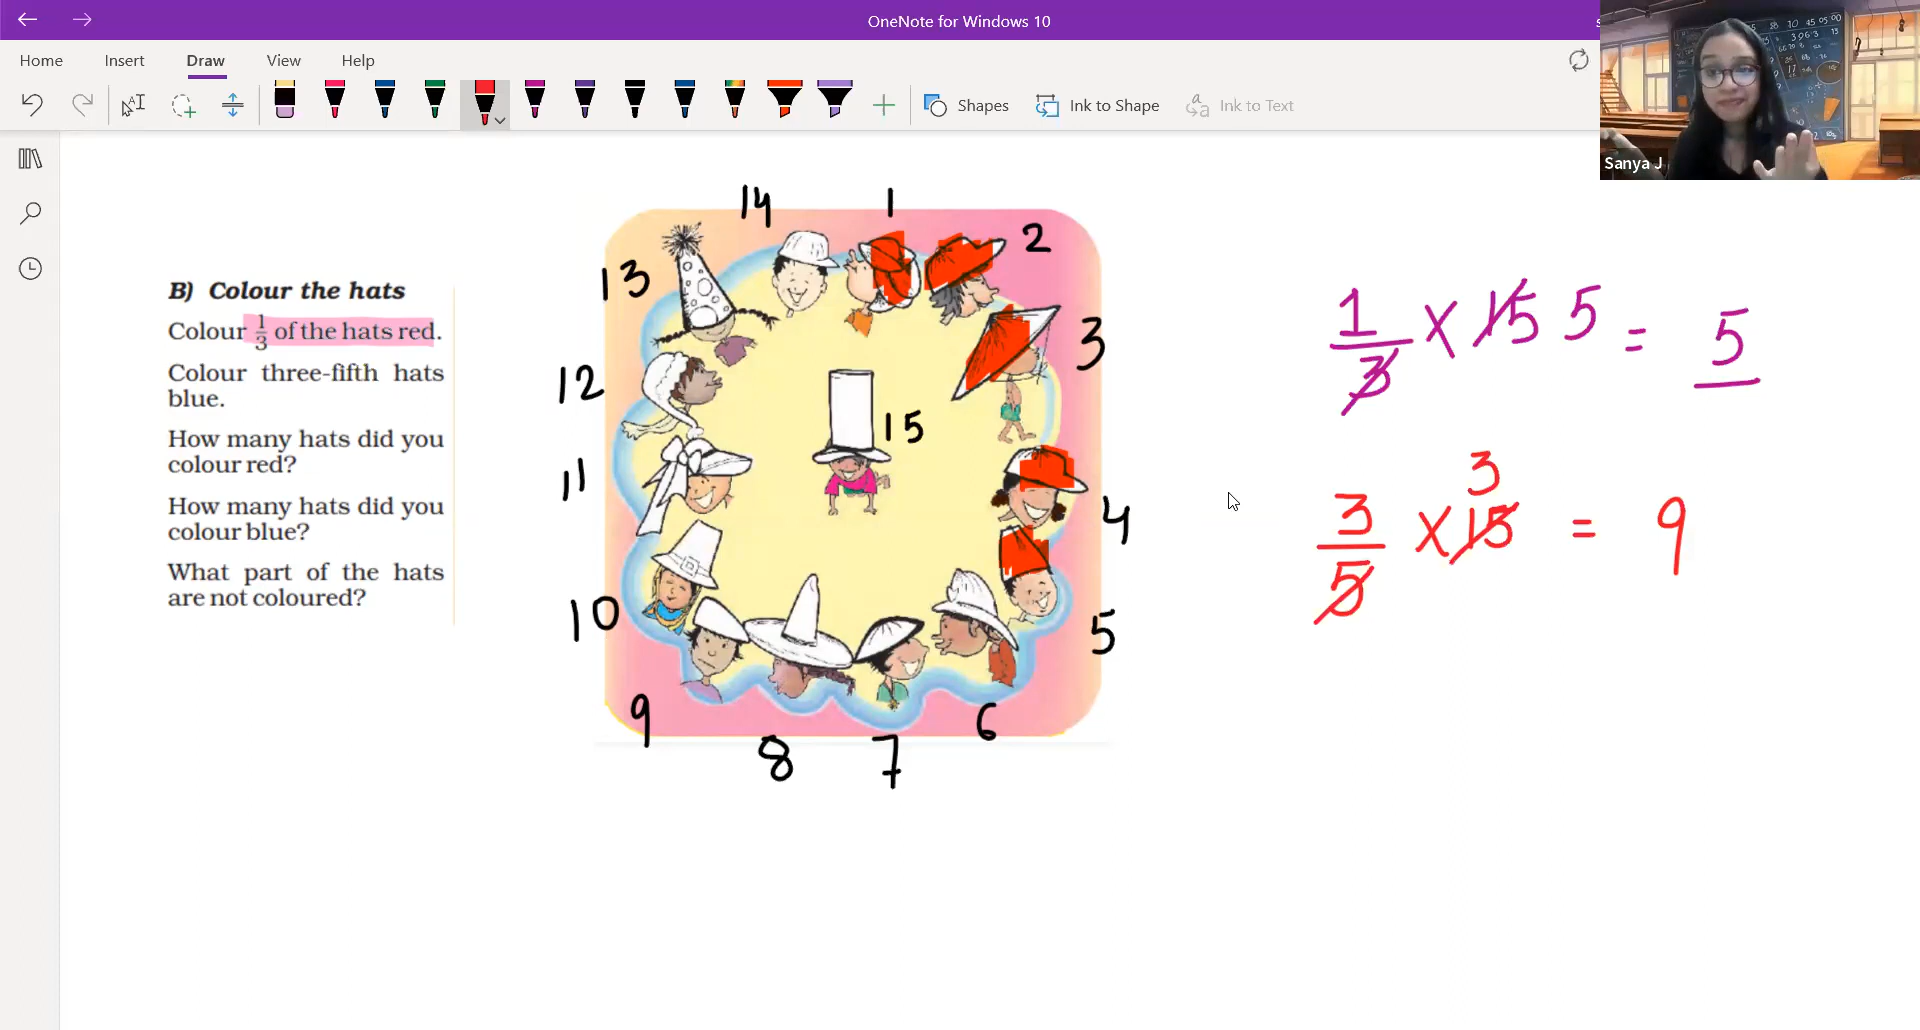 OneNote for Windows 10
Home Insert Draw View Help
Shapes Ink to Shape Ink to Text
Sanya J
B) Colour the hats
Colour 1/3 of the hats red.
Colour three-fifth hats
blue.
How many hats did you
colour red?
How many hats did you
colour blue?
What part of the hats
are not coloured?
14 1
2
13
3
12
15
11
4
10
5
9
6
8 7
1/3 × 15 5 = 5
3
3/5 × 15 = 9